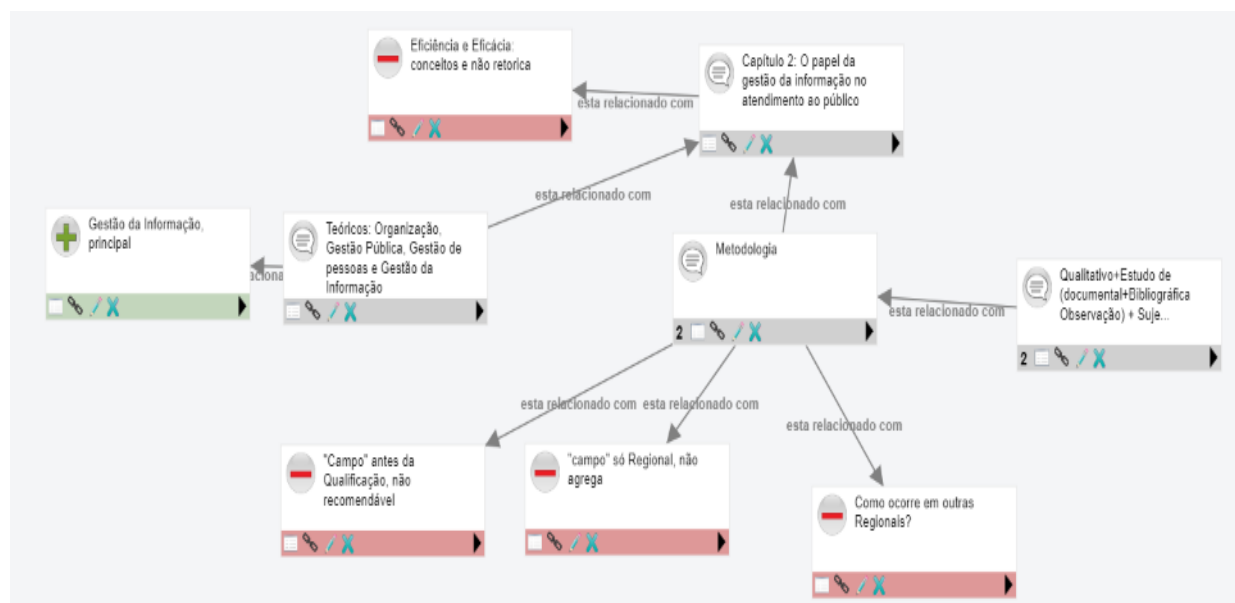 Eficiência e Eficácia:
conceitos e não retorica
Capítulo 2: O papel da
gestão da informação no
atendimento ao público
esta relacionado com
esta relacionado com
esta relacionado com
Gestão da Informação,
principal
Teóricos: Organização,
Gestão Pública, Gestão de
pessoas e Gestão da
Informação
aciona
Metodologia
2
Qualitativo+Estudo de
(documental+Bibliográfica
Observação) + Suje...
2
esta relacionado com
esta relacionado com
esta relacionado com
esta relacionado com
"Campo" antes da
Qualificação, não
recomendável
"campo" só Regional, não
agrega
Como ocorre em outras
Regionais?